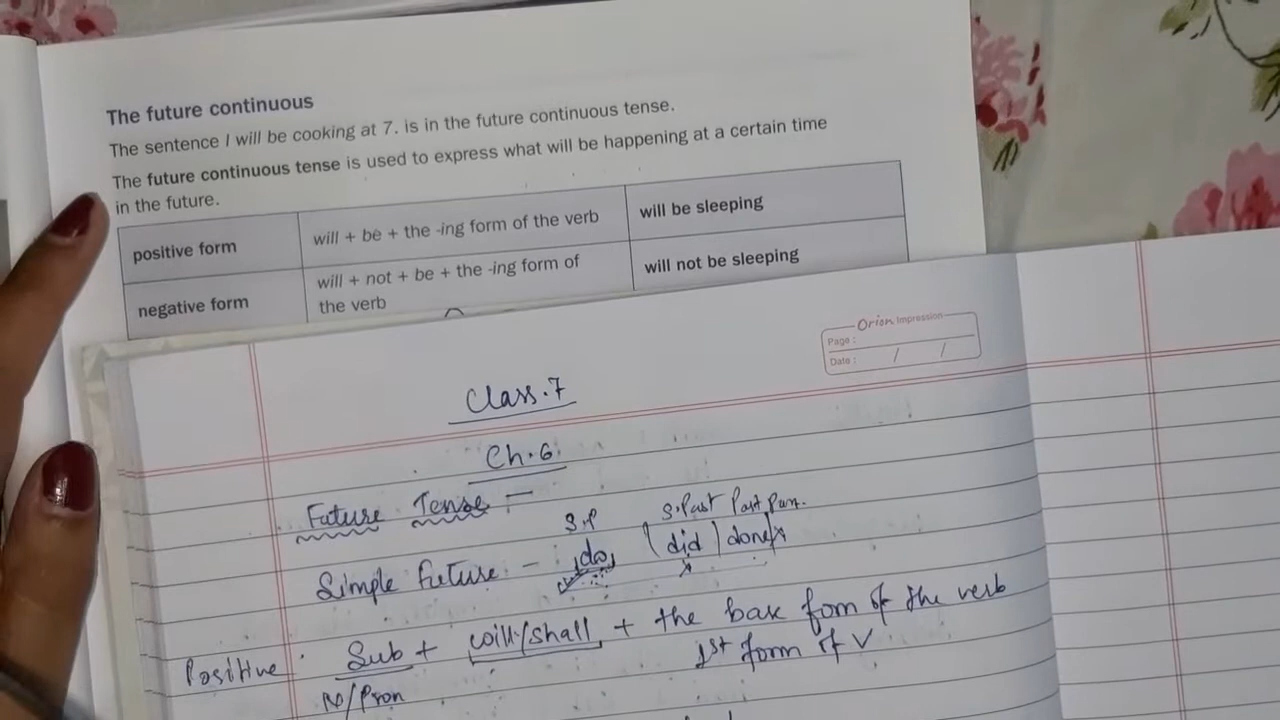 The future continuous
The sentence I will be cooking at 7. is in the future continuous tense.
The future continuous tense is used to express what will be happening at a certain time
in the future.
positive form will + be + the -ing form of the verb will be sleeping
negative form will + not + be + the -ing form of will not be sleeping
the verb
Orion Impression
Page :
Date : / /
Class.7
Ch.6
Future Tense –
S.P S.Past Past Par.
Simple Future – do, ( did | done x
x
Positive: Sub + will/shall + the base form of the verb
N/Pron 1st form of V